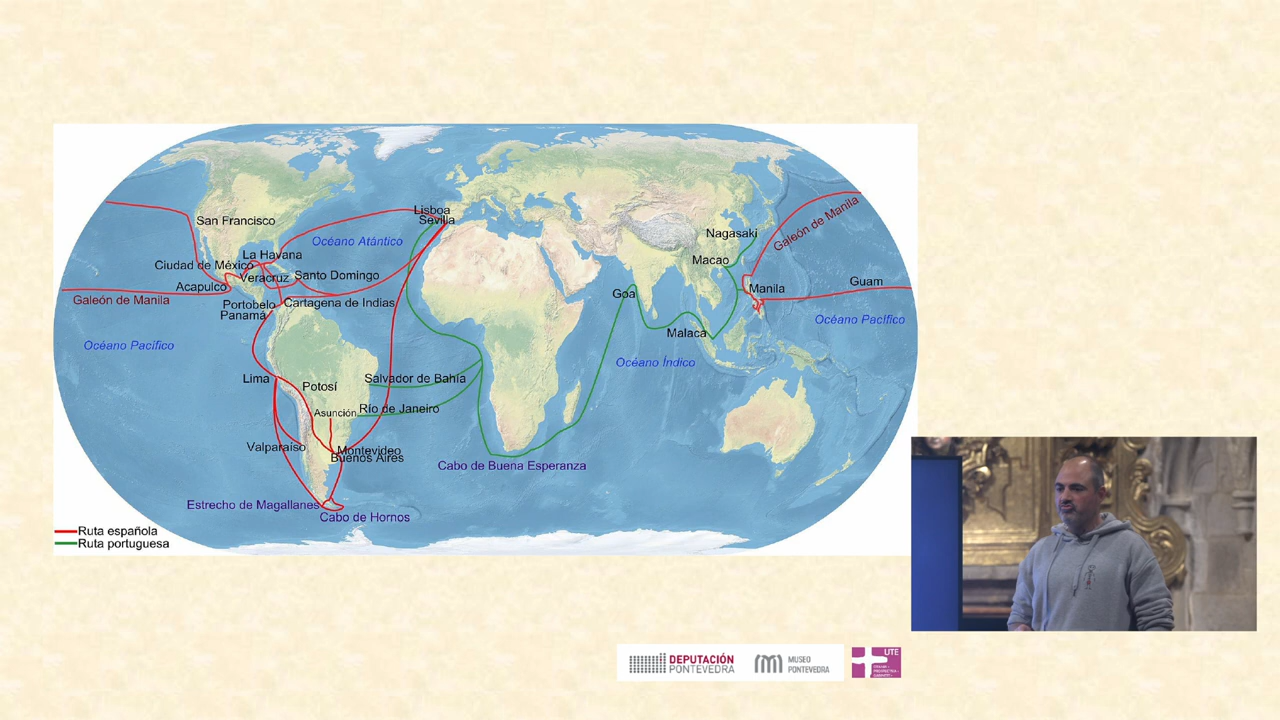 Lisboa
Sevilla
San Francisco
Océano Atántico
Nagasaki
Galeón de Manila
La Havana
Ciudad de México
Macao
Veracruz
Santo Domingo
Acapulco
Manila
Guam
Goa
Galeón de Manila
Portobelo
Cartagena de Indias
Panamá
Océano Pacífico
Malaca
Océano Pacífico
Océano Índico
Lima
Potosí
Salvador de Bahía
Asunción
Río de Janeiro
Valparaíso
Montevideo
Buenos Aires
Cabo de Buena Esperanza
Estrecho de Magallanes
Cabo de Hornos
Ruta española
Ruta portuguesa
DEPUTACIÓN
PONTEVEDRA
MUSEO
PONTEVEDRA
UTE